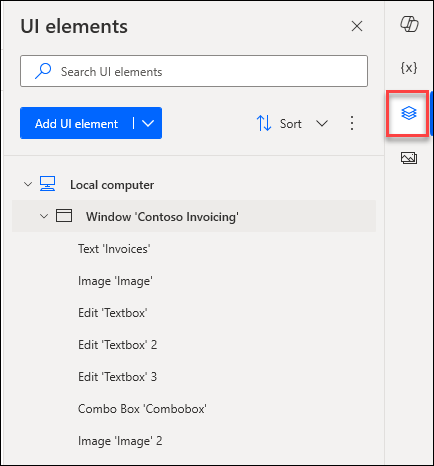 UI elements
Search UI elements
Add UI element
Sort
{x}
Local computer
Window 'Contoso Invoicing'
Text 'Invoices'
Image 'Image'
Edit 'Textbox'
Edit 'Textbox' 2
Edit 'Textbox' 3
Combo Box 'Combobox'
Image 'Image' 2